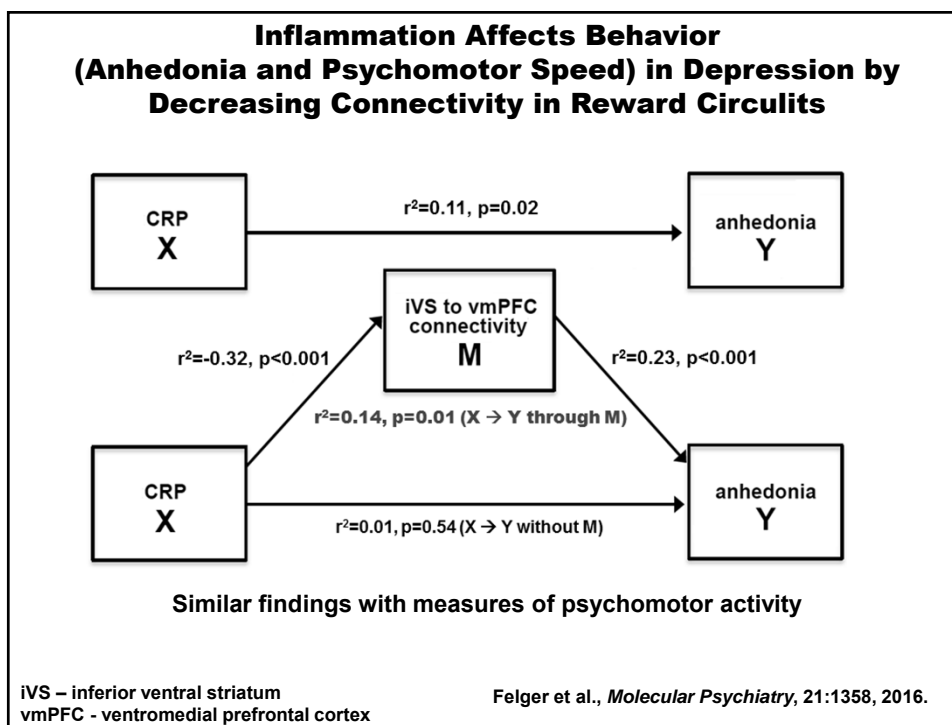 Inflammation Affects Behavior
(Anhedonia and Psychomotor Speed) in Depression by
Decreasing Connectivity in Reward Circulits
r²=0.11, p=0.02
CRP
X
anhedonia
Y
iVS to vmPFC
connectivity
M
r²=-0.32, p<0.001
r²=0.23, p<0.001
r²=0.14, p=0.01 (X → Y through M)
CRP
X
anhedonia
Y
r²=0.01, p=0.54 (X → Y without M)
Similar findings with measures of psychomotor activity
iVS – inferior ventral striatum
vmPFC - ventromedial prefrontal cortex
Felger et al., Molecular Psychiatry, 21:1358, 2016.